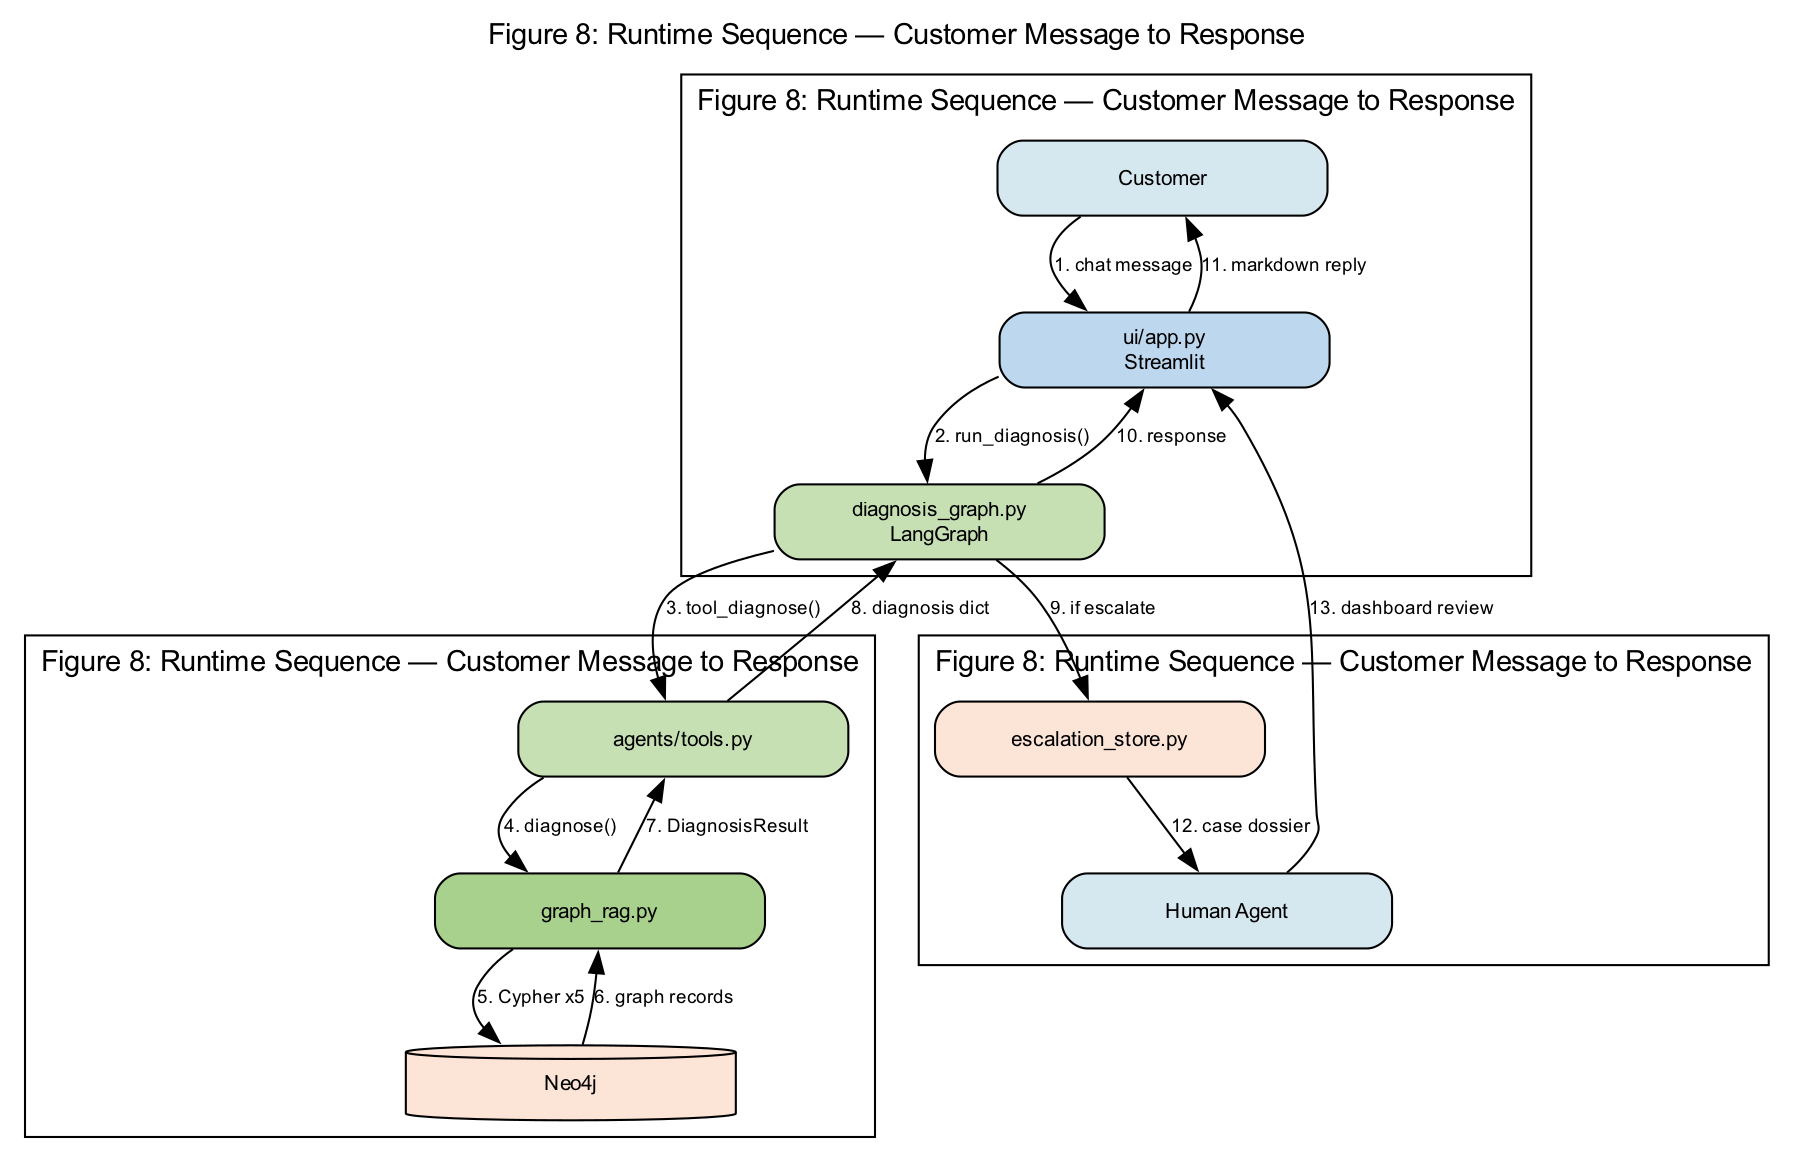 Figure 8: Runtime Sequence — Customer Message to Response
Figure 8: Runtime Sequence — Customer Message to Response
Customer
1. chat message
11. markdown reply
ui/app.py
Streamlit
2. run_diagnosis()
10. response
diagnosis_graph.py
LangGraph
3. tool_diagnose()
8. diagnosis dict
9. if escalate
13. dashboard review
Figure 8: Runtime Sequence — Customer Message to Response
agents/tools.py
4. diagnose()
7. DiagnosisResult
graph_rag.py
5. Cypher x5
6. graph records
Neo4j
Figure 8: Runtime Sequence — Customer Message to Response
escalation_store.py
12. case dossier
Human Agent